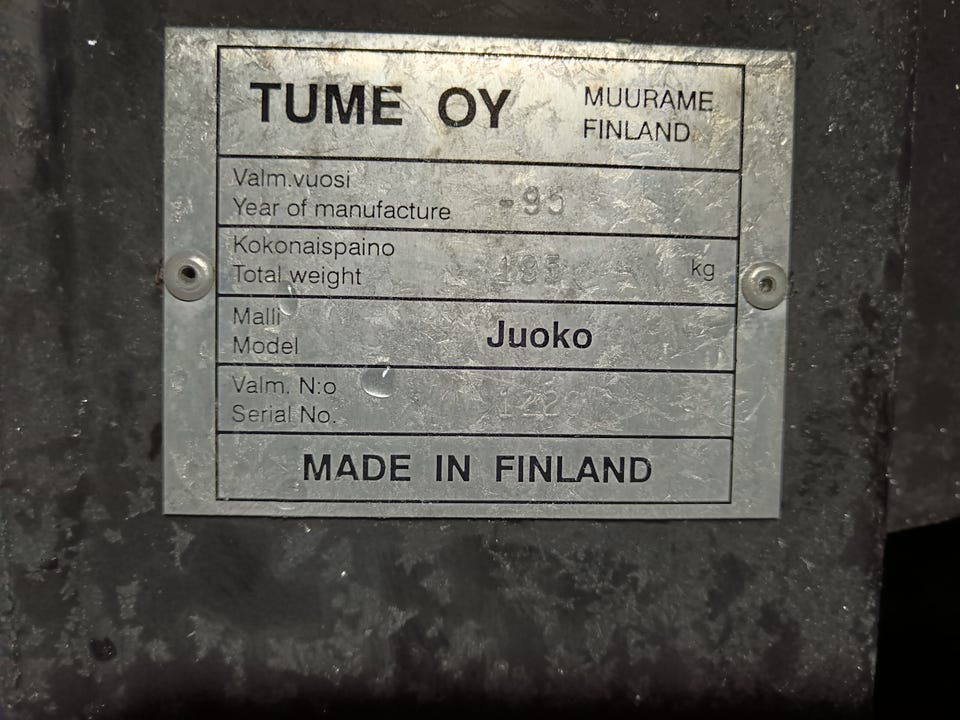 TUME OY MUURAME
FINLAND
Valm.vuosi
Year of manufacture -95
Kokonaispaino
Total weight kg
Malli
Model Juoko
Valm. N:o
Serial No.
MADE IN FINLAND